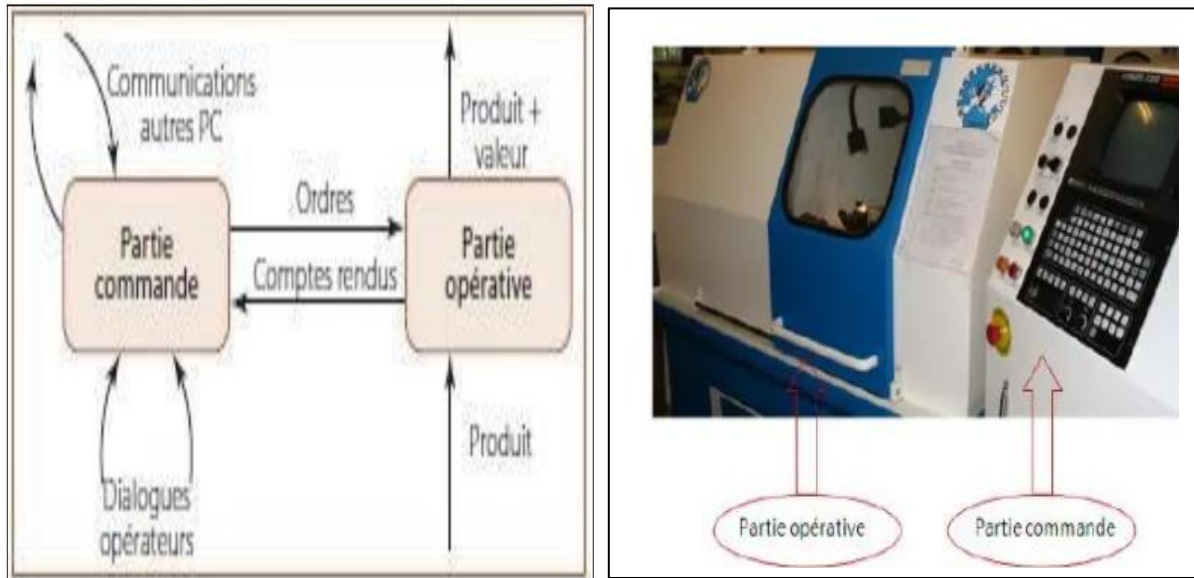 Communications
autres PC
Produit +
valeur
Ordres
Partie
commande
Comptes rendus
Partie
opérative
Dialogues
opérateurs
Produit
Partie opérative
Partie commande